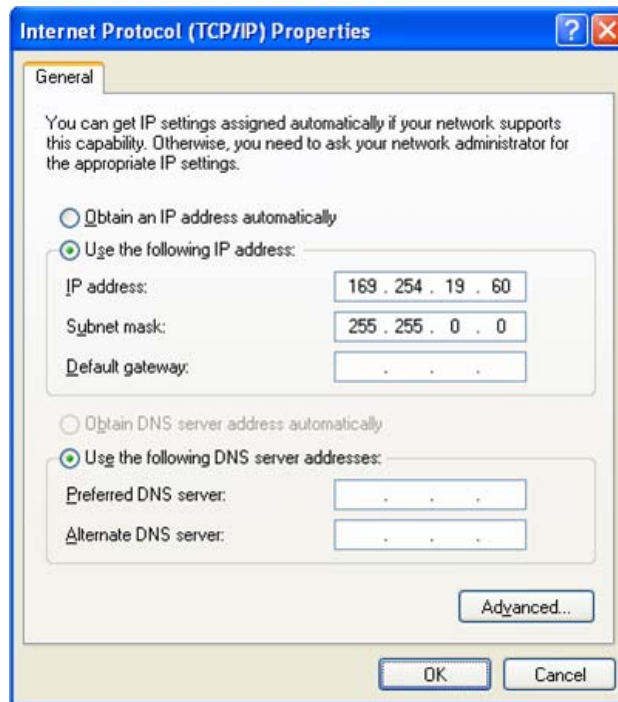 Internet Protocol (TCP/IP) Properties
General
You can get IP settings assigned automatically if your network supports
this capability. Otherwise, you need to ask your network administrator for
the appropriate IP settings.
Obtain an IP address automatically
Use the following IP address:
IP address: 169 . 254 . 19 . 60
Subnet mask: 255 . 255 . 0 . 0
Default gateway: . . .
Obtain DNS server address automatically
Use the following DNS server addresses:
Preferred DNS server: . . .
Alternate DNS server: . . .
Advanced...
OK Cancel